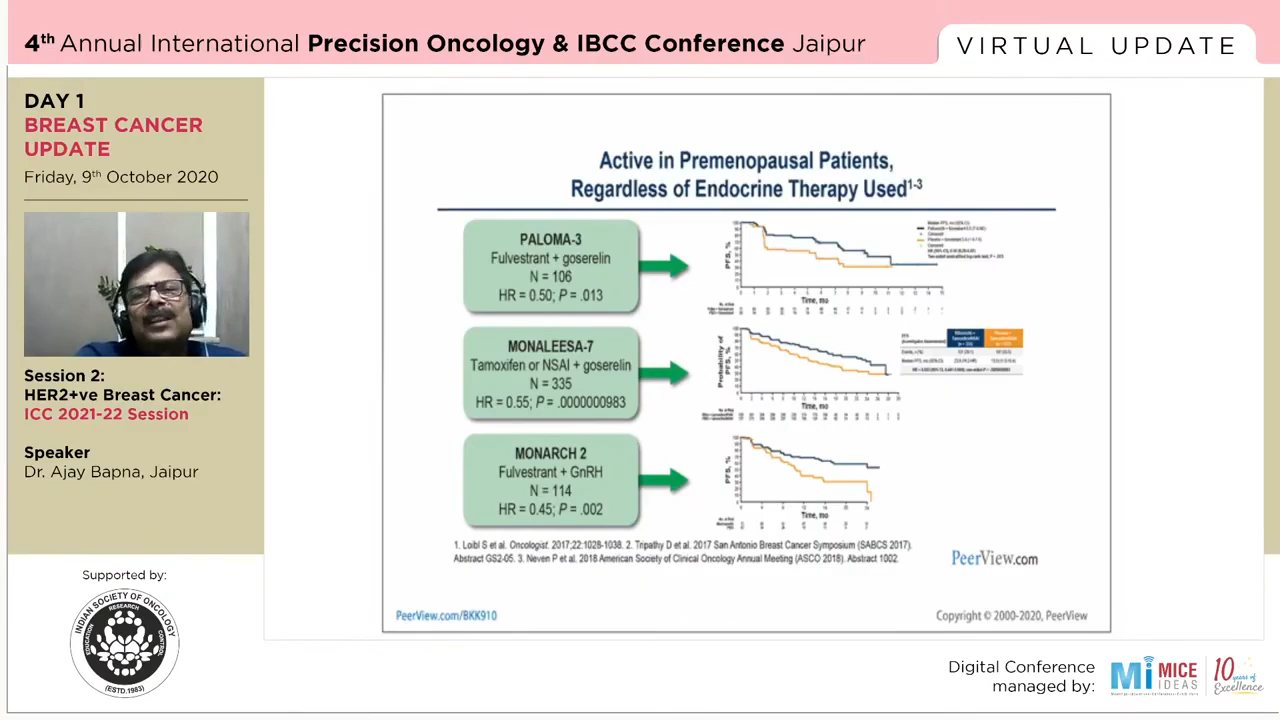 4th Annual International Precision Oncology & IBCC Conference Jaipur
VIRTUAL UPDATE
DAY 1
BREAST CANCER
UPDATE
Friday, 9th October 2020
Session 2:
HER2+ve Breast Cancer:
ICC 2021-22 Session
Speaker
Dr. Ajay Bapna, Jaipur
Supported by:
INDIAN SOCIETY OF ONCOLOGY
RESEARCH
EDUCATION
CONTROL
(ESTD.1983)
Active in Premenopausal Patients,
Regardless of Endocrine Therapy Used1-3
PALOMA-3
Fulvestrant + goserelin
N = 106
HR = 0.50; P = .013
PFS, %
Time, mo
MONALEESA-7
Tamoxifen or NSAI + goserelin
N = 335
HR = 0.55; P = .0000000983
Probability of
PFS, %
Time, mo
MONARCH 2
Fulvestrant + GnRH
N = 114
HR = 0.45; P = .002
PFS, %
Time, mo
1. Loibl S et al. Oncologist. 2017;22:1028-1038. 2. Tripathy D et al. 2017 San Antonio Breast Cancer Symposium (SABCS 2017).
Abstract GS2-05. 3. Neven P et al. 2018 American Society of Clinical Oncology Annual Meeting (ASCO 2018). Abstract 1002.
PeerView.com
PeerView.com/BKK910
Copyright © 2000-2020, PeerView
Digital Conference
managed by:
Mi MICE
IDEAS
10 years of
Excellence